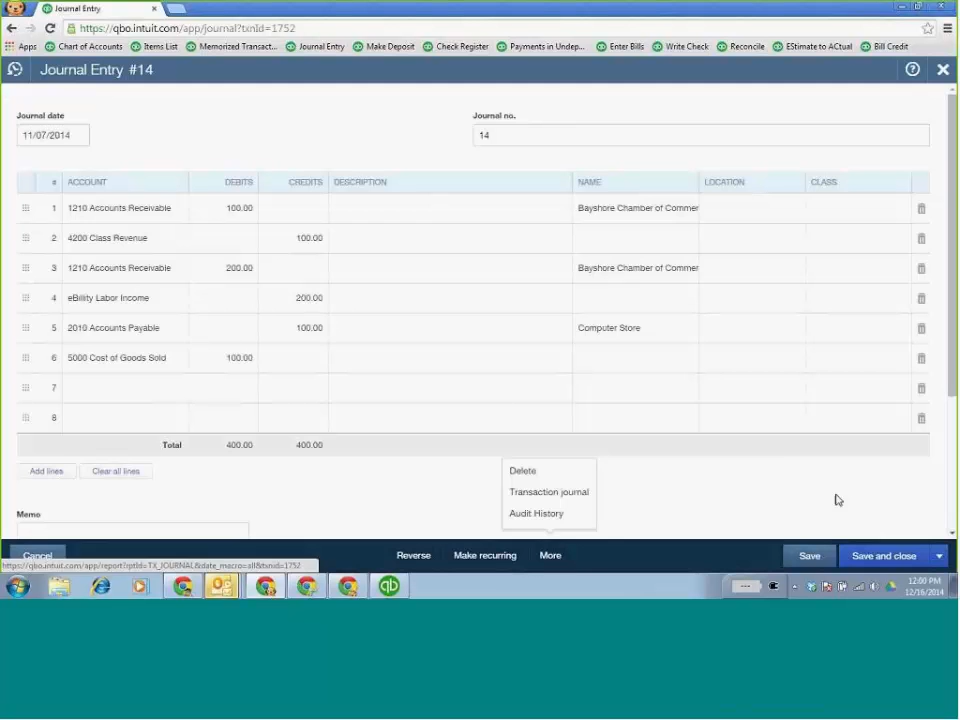 Journal Entry
https://qbo.intuit.com/app/journal?txnId=1752
Apps Chart of Accounts Items List Memorized Transact... Journal Entry Make Deposit Check Register Payments in Undep... Enter Bills Write Check Reconcile EStimate to ACtual Bill Credit
Journal Entry #14
Journal date
Journal no.
11/07/2014
14
# ACCOUNT DEBITS CREDITS DESCRIPTION NAME LOCATION CLASS
1 1210 Accounts Receivable 100.00 Bayshore Chamber of Commer
2 4200 Class Revenue 100.00
3 1210 Accounts Receivable 200.00 Bayshore Chamber of Commer
4 eBillity Labor Income 200.00
5 2010 Accounts Payable 100.00 Computer Store
6 5000 Cost of Goods Sold 100.00
7
8
Total 400.00 400.00
Add lines Clear all lines
Delete
Transaction journal
Audit History
Memo
Cancel Reverse Make recurring More Save Save and close
https://qbo.intuit.com/app/report?rptId=TX_JOURNAL&date_macro=all&txnid=1752
12:00 PM
12/16/2014